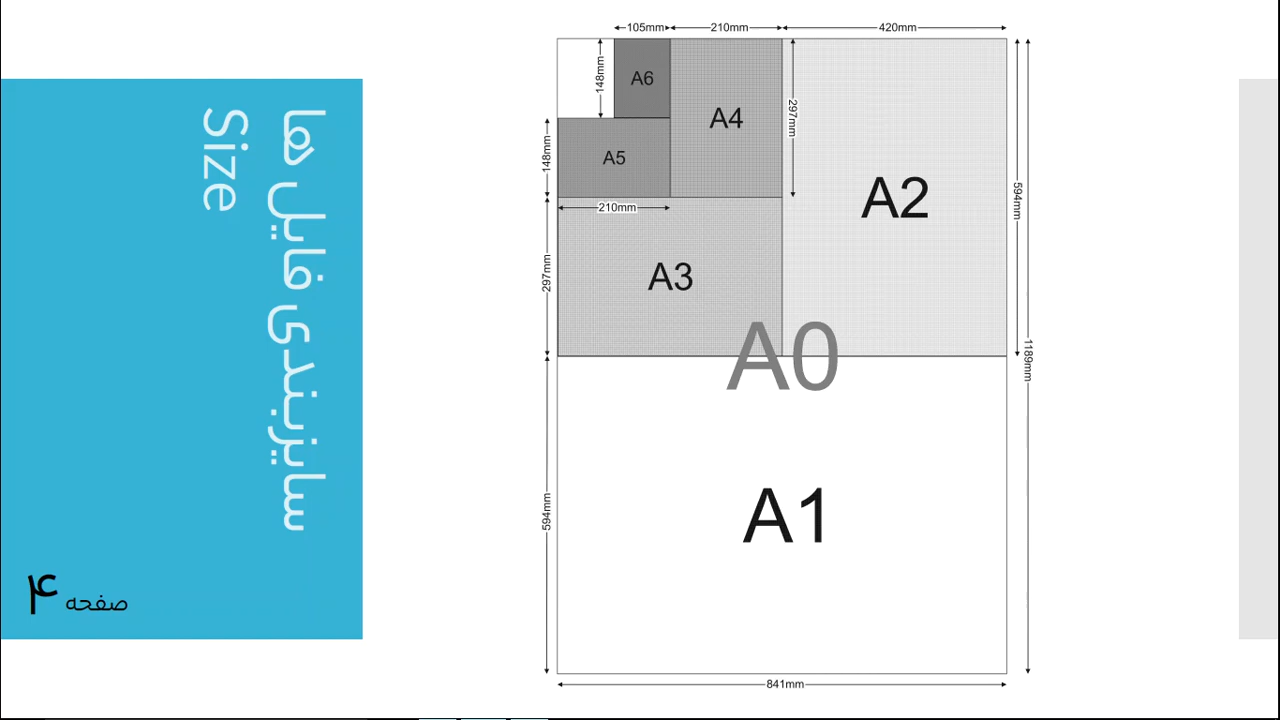 سایزبندی فایل ها
Size
صفحه ۴
105mm 210mm 420mm
148mm
A6
A4
297mm
A2
594mm
148mm
A5
210mm
297mm
A3
A0
1189mm
594mm
A1
841mm